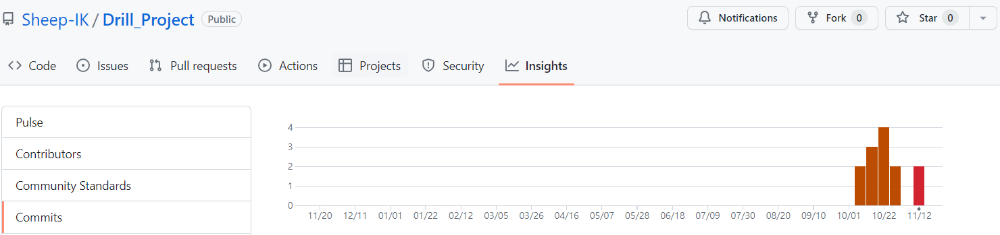 Sheep-IK / Drill_Project Public Notifications Fork 0 Star 0
Code Issues Pull requests Actions Projects Security Insights
Pulse
Contributors
Community Standards
Commits
4
3
2
1
0
11/20 12/11 01/01 01/22 02/12 03/05 03/26 04/16 05/07 05/28 06/18 07/09 07/30 08/20 09/10 10/01 10/22 11/12